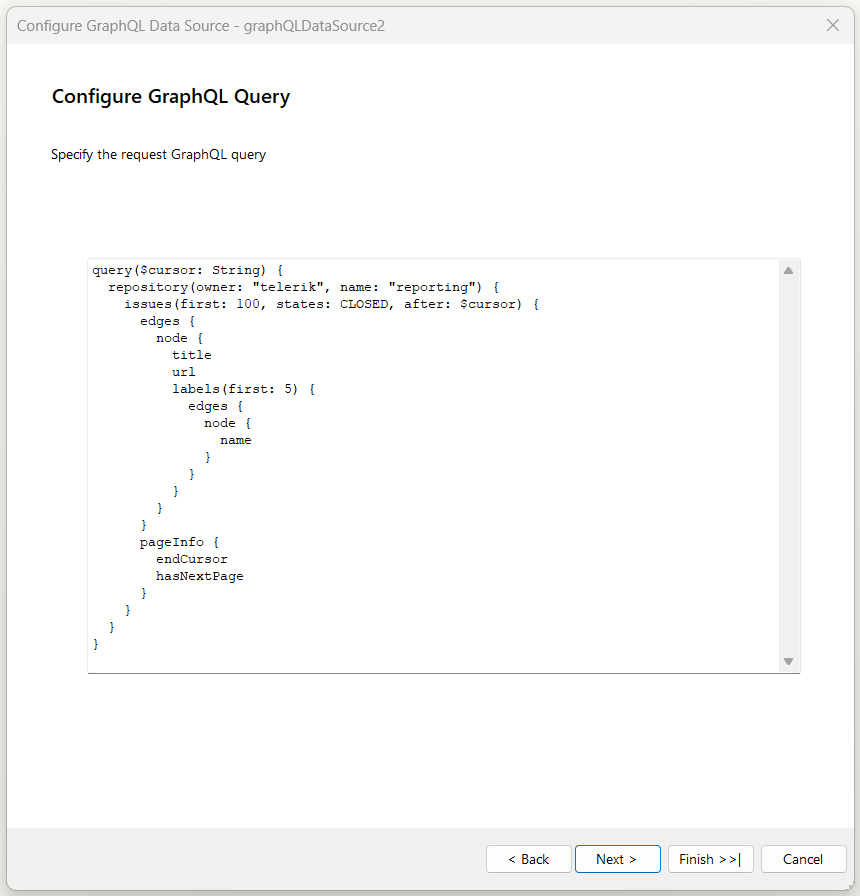 Configure GraphQL Data Source - graphQLDataSource2
Configure GraphQL Query
Specify the request GraphQL query
query($cursor: String) {
  repository(owner: "telerik", name: "reporting") {
    issues(first: 100, states: CLOSED, after: $cursor) {
      edges {
        node {
          title
          url
          labels(first: 5) {
            edges {
              node {
                name
              }
            }
          }
        }
      }
      pageInfo {
        endCursor
        hasNextPage
      }
    }
  }
}
< Back
Next >
Finish >>|
Cancel